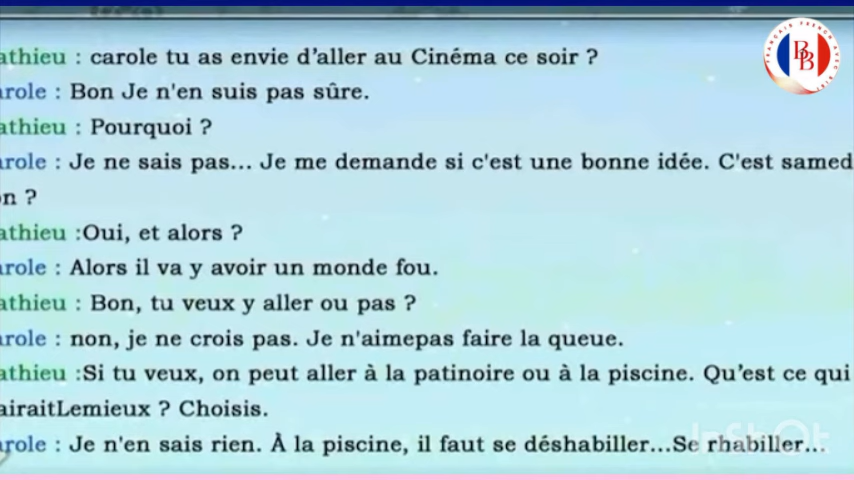 athieu : carole tu as envie d'aller au Cinéma ce soir ?
arole : Bon Je n'en suis pas sûre.
athieu : Pourquoi ?
arole : Je ne sais pas... Je me demande si c'est une bonne idée. C'est samed
on ?
athieu :Oui, et alors ?
arole : Alors il va y avoir un monde fou.
athieu : Bon, tu veux y aller ou pas ?
arole : non, je ne crois pas. Je n'aimepas faire la queue.
athieu :Si tu veux, on peut aller à la patinoire ou à la piscine. Qu'est ce qui
airaitLemieux ? Choisis.
arole : Je n'en sais rien. À la piscine, il faut se déshabiller...Se rhabiller...
BB
InShot